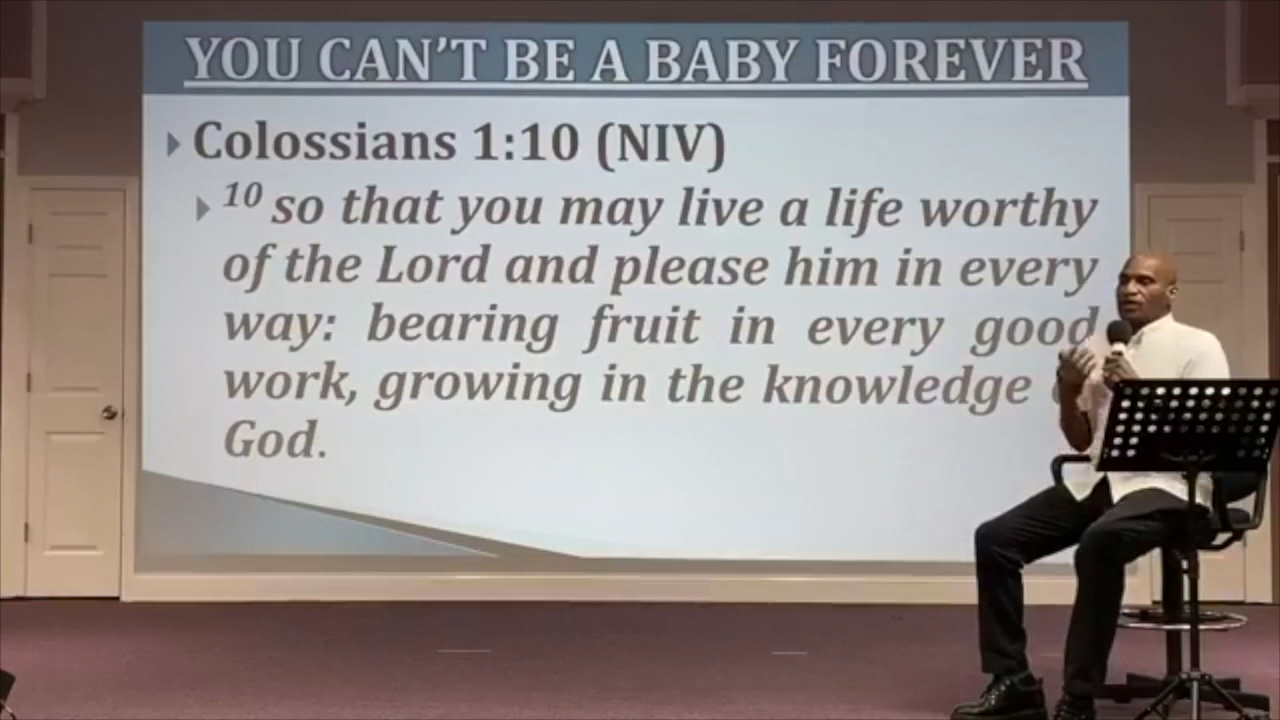 YOU CAN'T BE A BABY FOREVER
Colossians 1:10 (NIV)
10 so that you may live a life worthy
of the Lord and please him in every
way: bearing fruit in every good
work, growing in the knowledge
God.